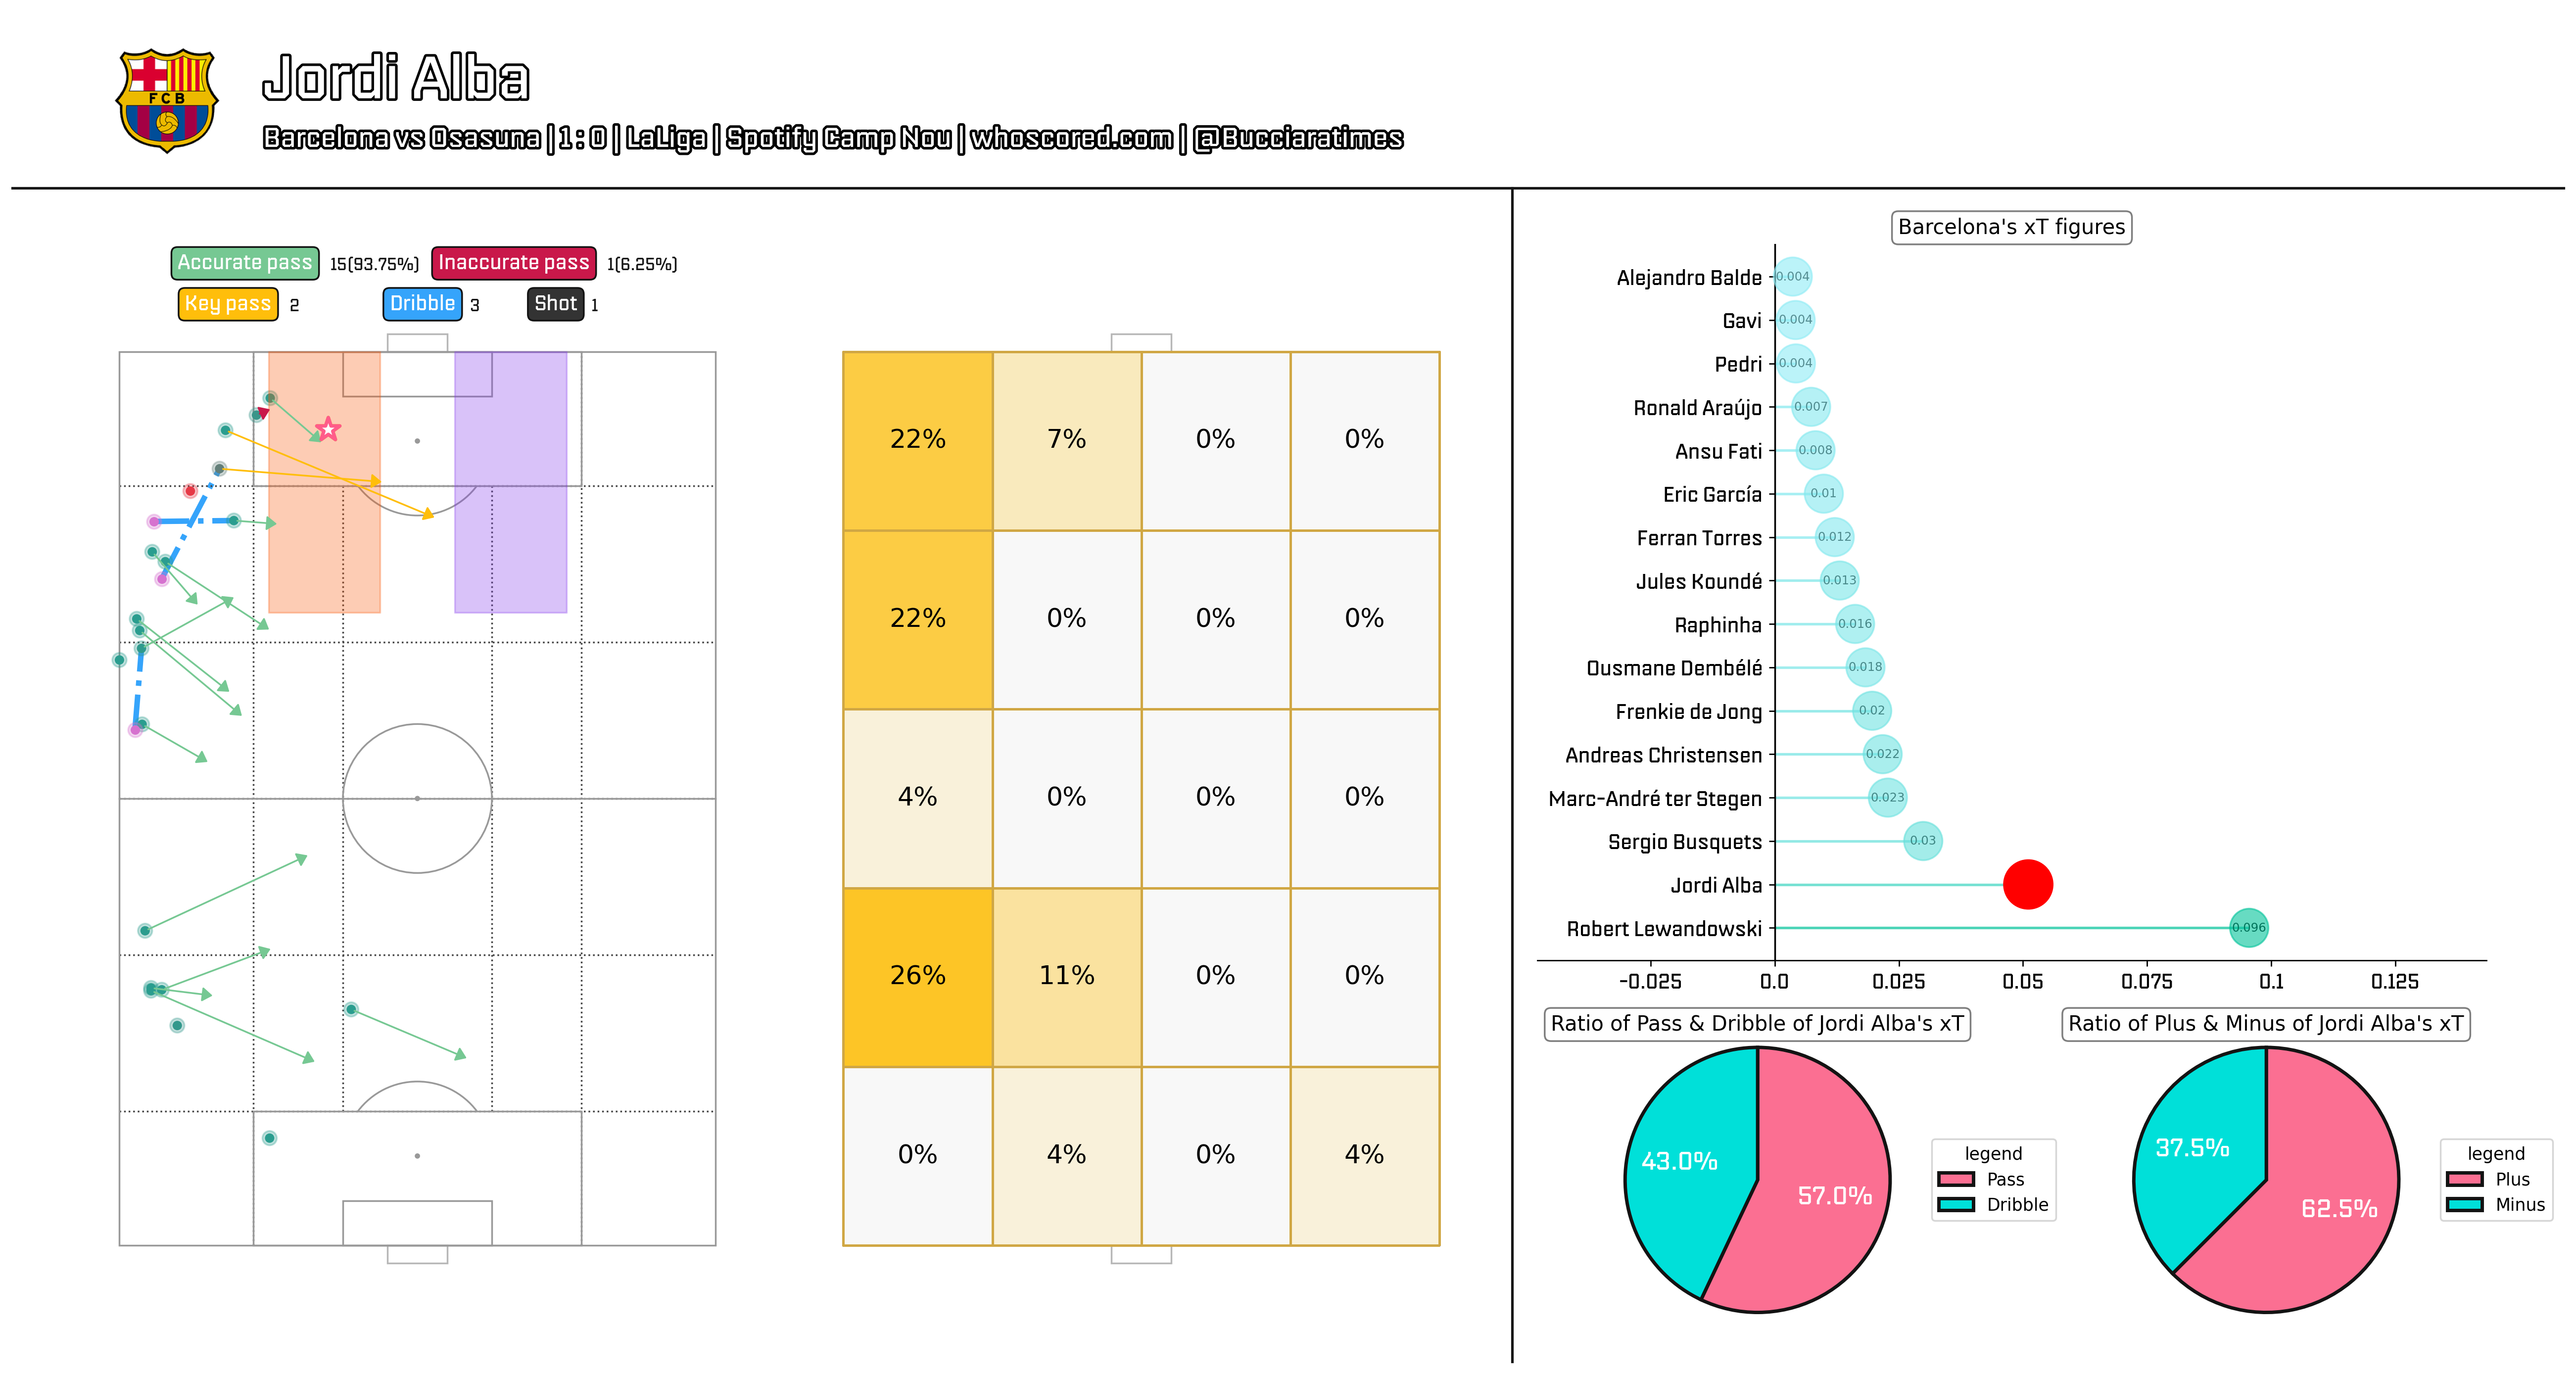 FCB
Jordi Alba
Barcelona vs Osasuna | 1 : 0 | LaLiga | Spotify Camp Nou | whoscored.com | @Bucciaratimes
Accurate pass 15(93.75%) Inaccurate pass 1(6.25%)
Key pass 2 Dribble 3 Shot 1
22% 7% 0% 0%
22% 0% 0% 0%
4% 0% 0% 0%
26% 11% 0% 0%
0% 4% 0% 4%
Barcelona's xT figures
Alejandro Balde 0.004
Gavi 0.004
Pedri 0.004
Ronald Araújo 0.007
Ansu Fati 0.008
Eric García 0.01
Ferran Torres 0.012
Jules Koundé 0.013
Raphinha 0.016
Ousmane Dembélé 0.018
Frenkie de Jong 0.02
Andreas Christensen 0.022
Marc-André ter Stegen 0.023
Sergio Busquets 0.03
Jordi Alba
Robert Lewandowski 0.096
-0.025 0.0 0.025 0.05 0.075 0.1 0.125
Ratio of Pass & Dribble of Jordi Alba's xT
43.0%
57.0%
legend
Pass
Dribble
Ratio of Plus & Minus of Jordi Alba's xT
37.5%
62.5%
legend
Plus
Minus